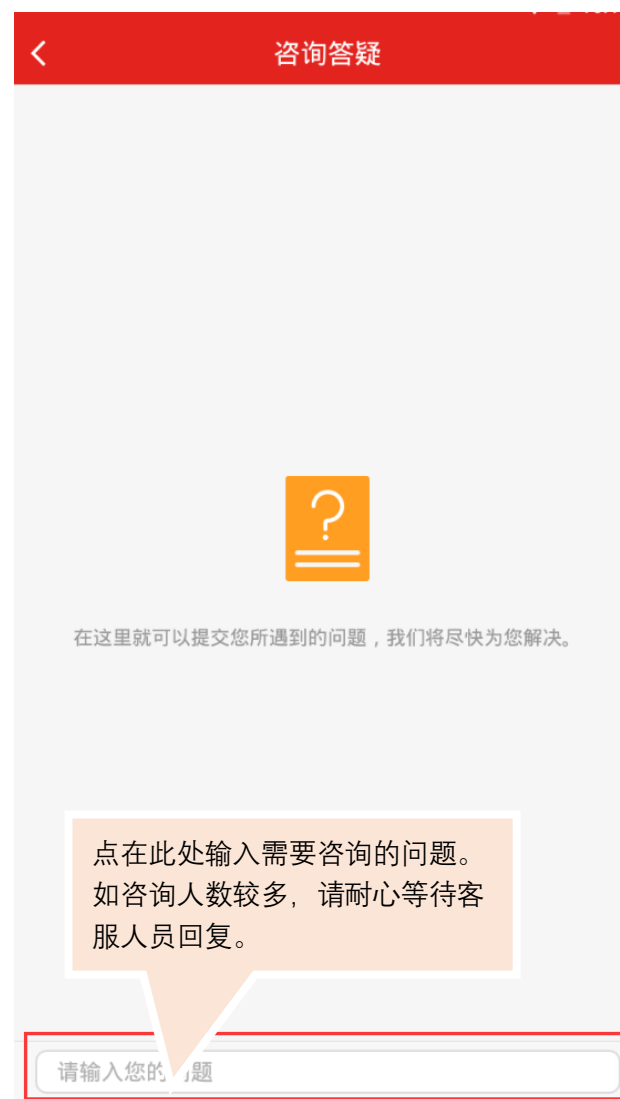 咨询答疑
在这里就可以提交您所遇到的问题，我们将尽快为您解决。
点在此处输入需要咨询的问题。
如咨询人数较多，请耐心等待客
服人员回复。
请输入您的问题